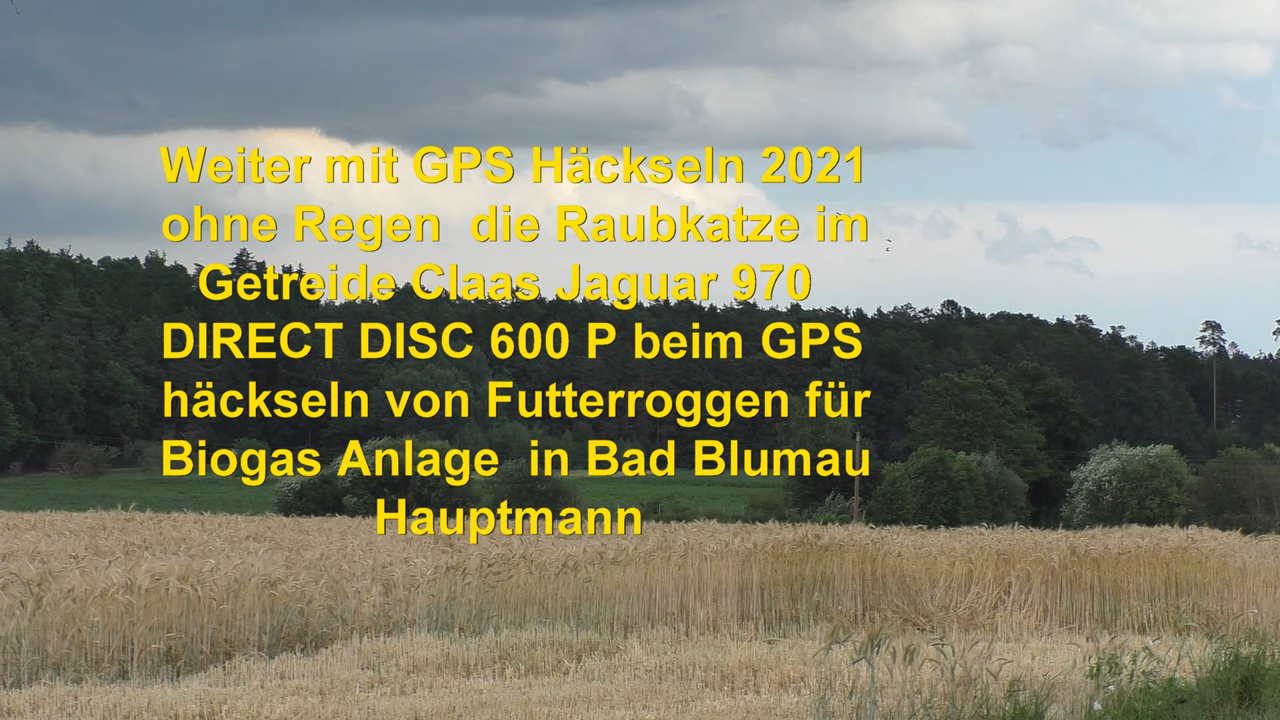 Weiter mit GPS Häckseln 2021
ohne Regen  die Raubkatze im
Getreide Claas Jaguar 970
DIRECT DISC 600 P beim GPS
häckseln von Futterroggen für
Biogas Anlage  in Bad Blumau
Hauptmann